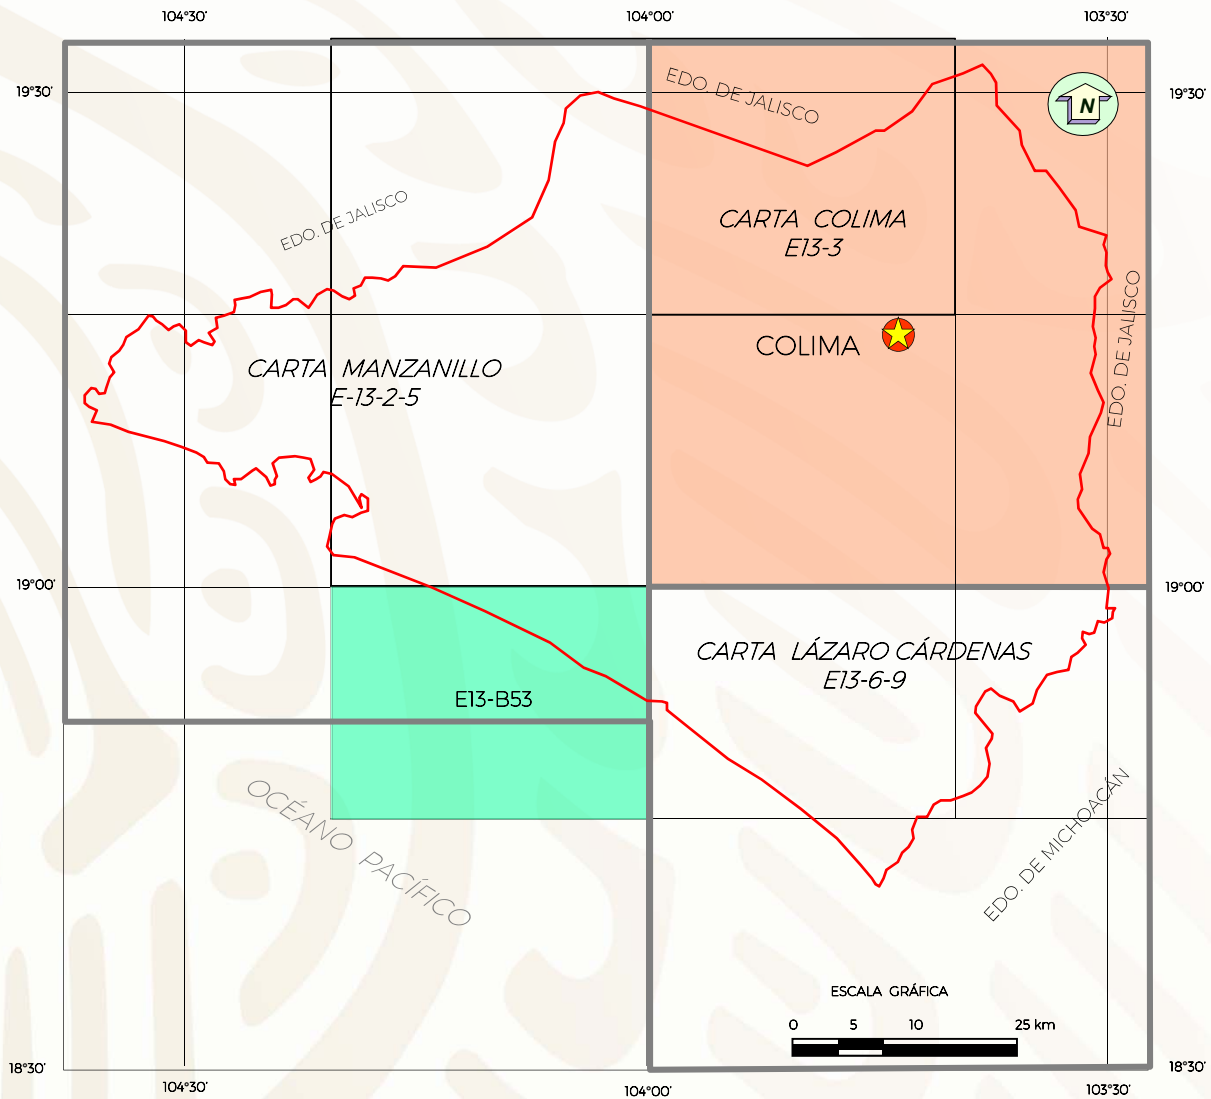 104°30'
104°00'
103°30'
19°30'
19°30'
EDO. DE JALISCO
N
EDO. DE JALISCO
CARTA COLIMA
E13-3
EDO. DE JALISCO
COLIMA
CARTA MANZANILLO
E-13-2-5
19°00'
19°00'
CARTA LÁZARO CÁRDENAS
E13-6-9
E13-B53
OCÉANO PACÍFICO
EDO. DE MICHOACÁN
ESCALA GRÁFICA
0 5 10 25 km
18°30'
18°30'
104°30'
104°00'
103°30'